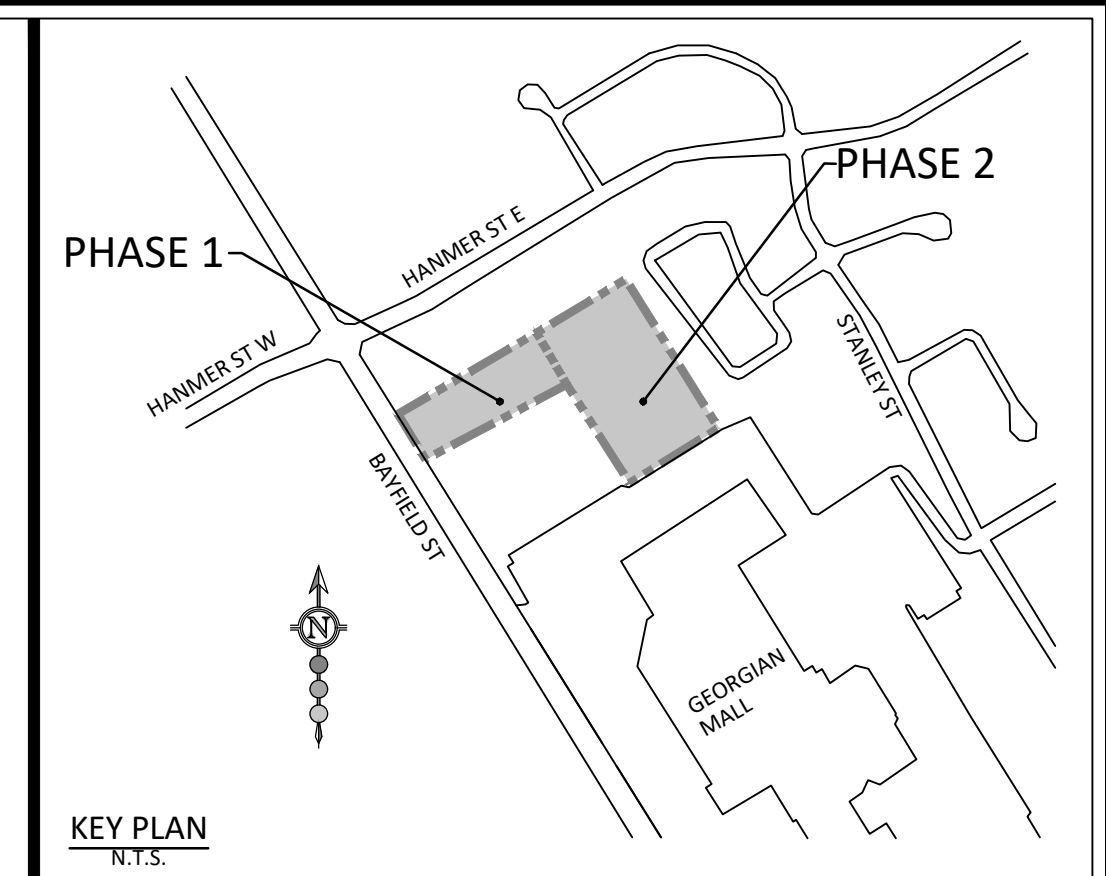 PHASE 2
PHASE 1
HANMER ST E
HANMER ST W
STANLEY ST
BAYFIELD ST
N
GEORGIAN
MALL
KEY PLAN
N.T.S.